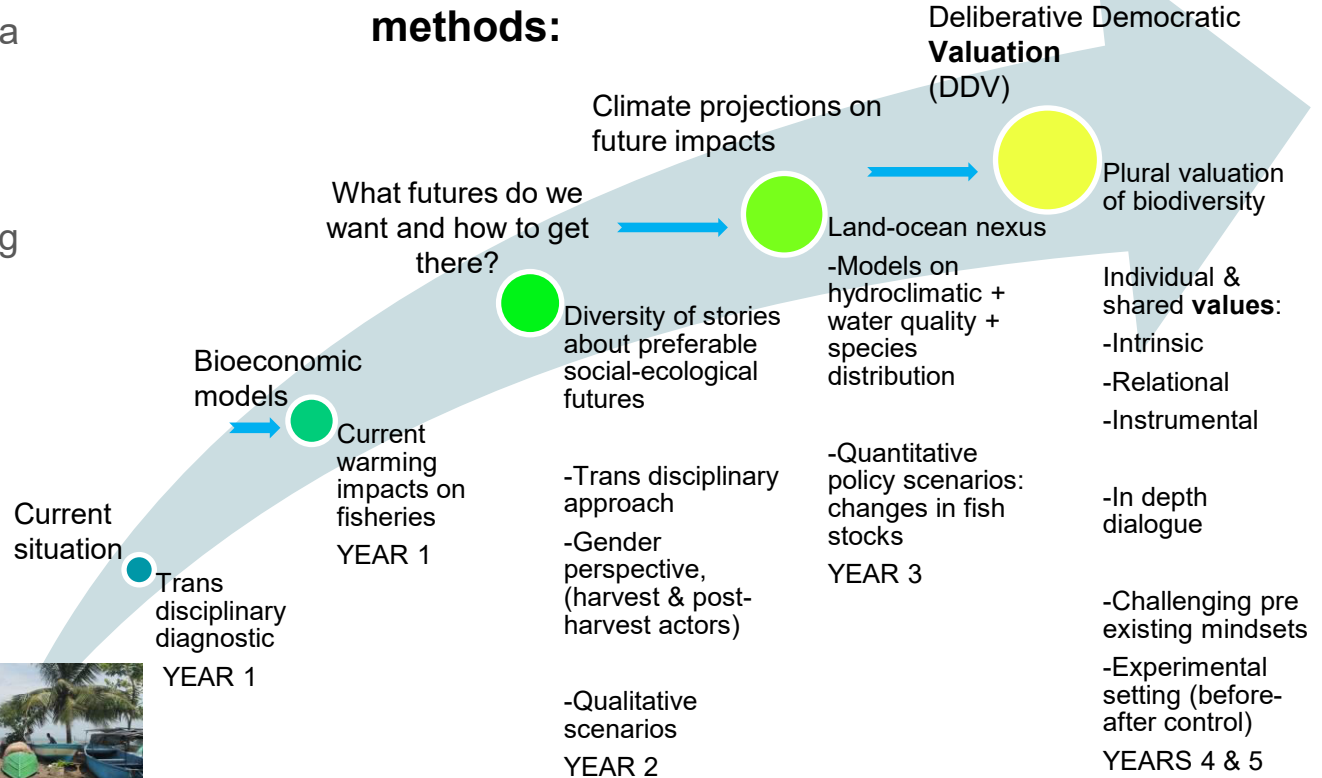 a
g
methods:
Current
situation
Trans
disciplinary
diagnostic
YEAR 1
Bioeconomic
models
Current
warming
impacts on
fisheries
YEAR 1
What futures do we
want and how to get
there?
Diversity of stories
about preferable
social-ecological
futures
-Trans disciplinary
approach
-Gender
perspective,
(harvest & post-
harvest actors)
-Qualitative
scenarios
YEAR 2
Climate projections on
future impacts
Land-ocean nexus
-Models on
hydroclimatic +
water quality +
species
distribution
-Quantitative
policy scenarios:
changes in fish
stocks
YEAR 3
Deliberative Democratic
Valuation
(DDV)
Plural valuation
of biodiversity
Individual &
shared values:
-Intrinsic
-Relational
-Instrumental
-In depth
dialogue
-Challenging pre
existing mindsets
-Experimental
setting (before-
after control)
YEARS 4 & 5